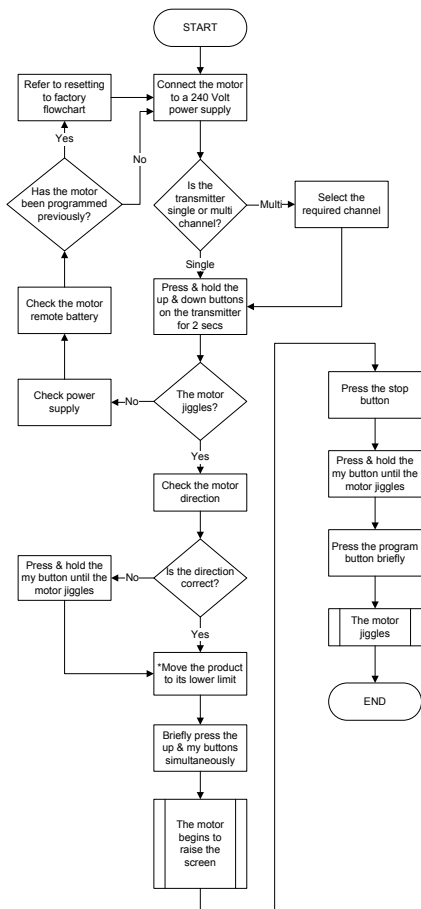 START
Connect the motor
to a 240 Volt
power supply
Refer to resetting
to factory
flowchart
Yes
No
Has the motor
been programmed
previously?
Is the
transmitter
single or multi
channel?
Multi
Select the
required channel
Single
Press & hold the
up & down buttons
on the transmitter
for 2 secs
Check the motor
remote battery
Check power
supply
No
The motor
jiggles?
Yes
Check the motor
direction
Is the direction
correct?
No
Press & hold the
my button until the
motor jiggles
Yes
*Move the product
to its lower limit
Briefly press the
up & my buttons
simultaneously
The motor
begins to
raise the
screen
Press the stop
button
Press & hold the
my button until the
motor jiggles
Press the program
button briefly
The motor
jiggles
END